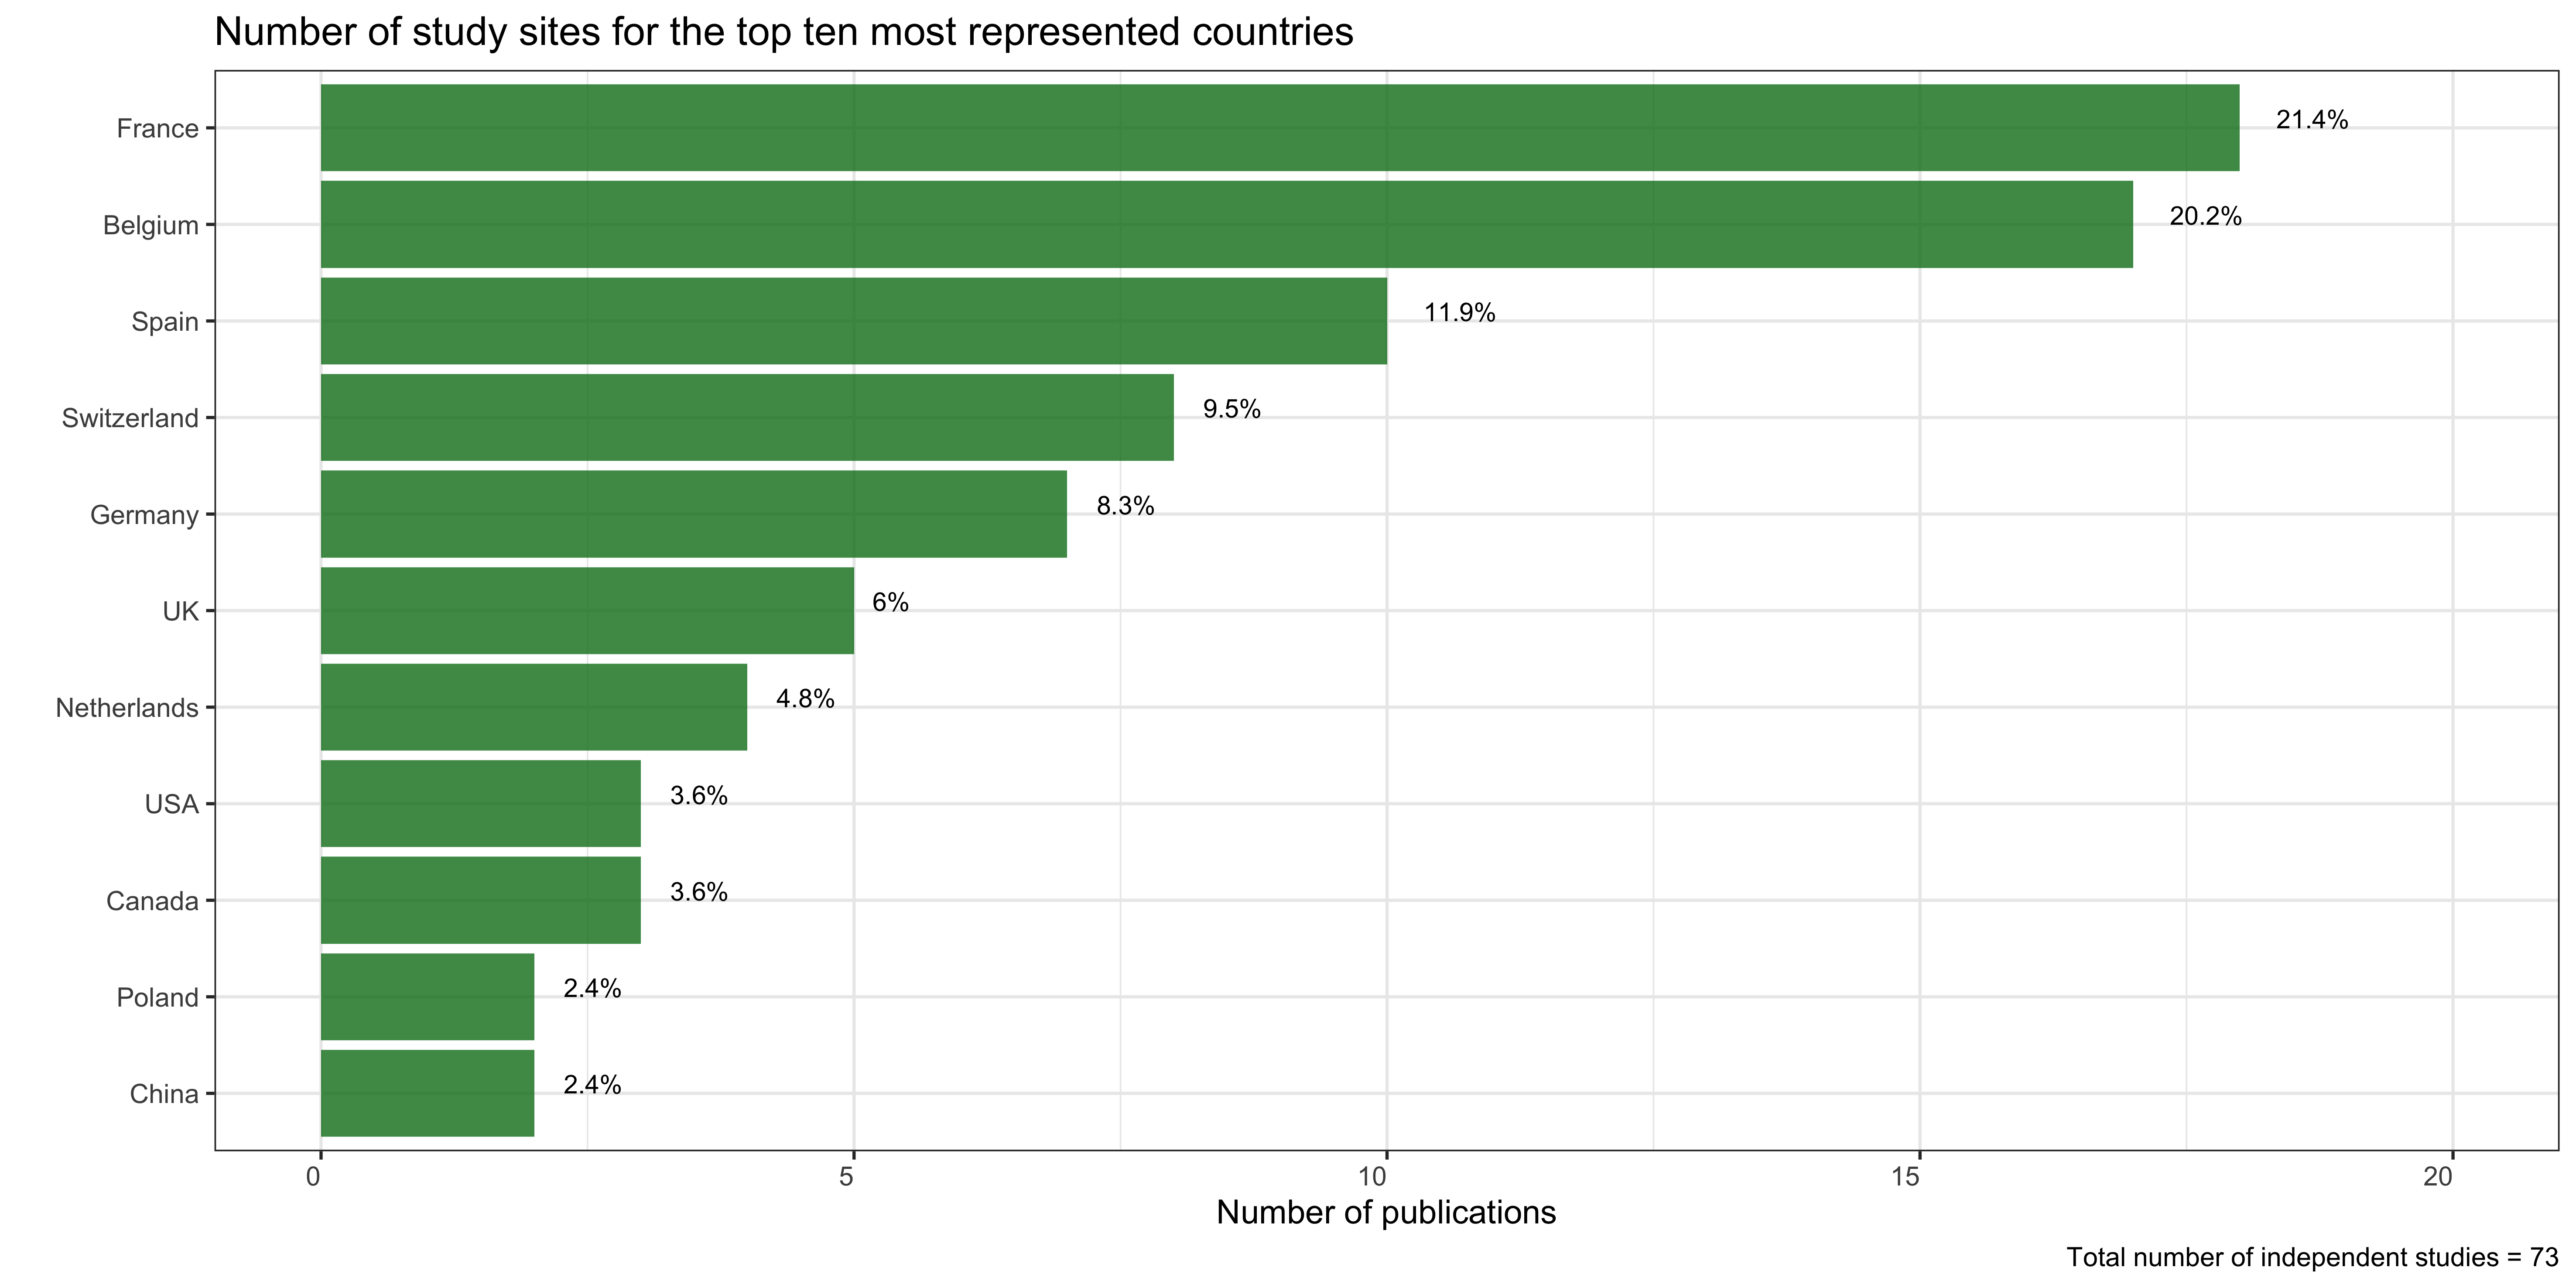 Number of study sites for the top ten most represented countries
France
21.4%
Belgium
20.2%
Spain
11.9%
Switzerland
9.5%
Germany
8.3%
UK
6%
Netherlands
4.8%
USA
3.6%
Canada
3.6%
Poland
2.4%
China
2.4%
0 5 10 15 20
Number of publications
Total number of independent studies = 73